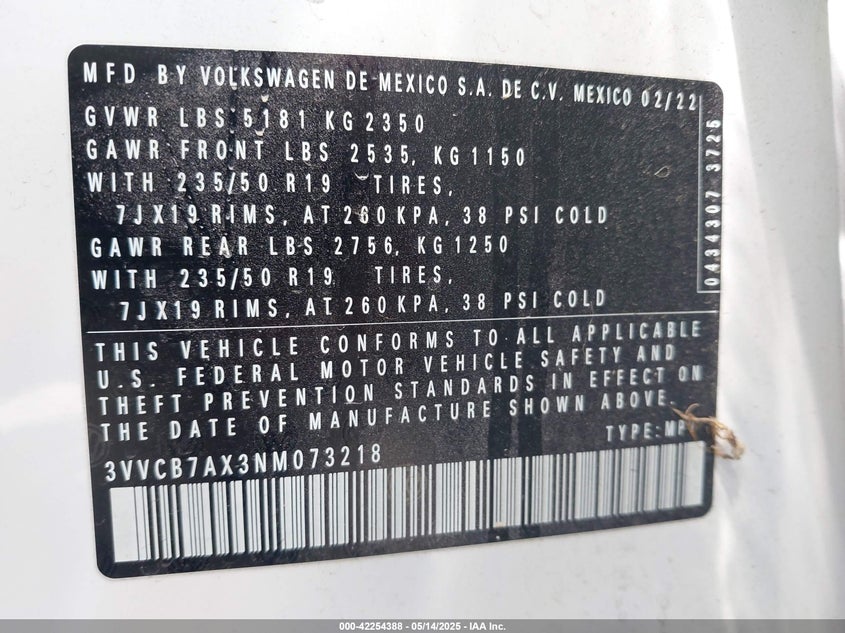 MFD BY VOLKSWAGEN DE MEXICO S.A. DE C.V. MEXICO 02/22
GVWR LBS 5181 KG 2350
GAWR FRONT LBS 2535, KG 1150
WITH 235/50 R19 TIRES,
7JX19 RIMS, AT 260 KPA, 38 PSI COLD
GAWR REAR LBS 2756, KG 1250
WITH 235/50 R19 TIRES,
7JX19 RIMS, AT 260 KPA, 38 PSI COLD
0434307 3725
THIS VEHICLE CONFORMS TO ALL APPLICABLE
U.S. FEDERAL MOTOR VEHICLE SAFETY AND
THEFT PREVENTION STANDARDS IN EFFECT ON
THE DATE OF MANUFACTURE SHOWN ABOVE.
TYPE:
3VVCB7AX3NM073218
000-42254388 - 05/14/2025 - IAA Inc.